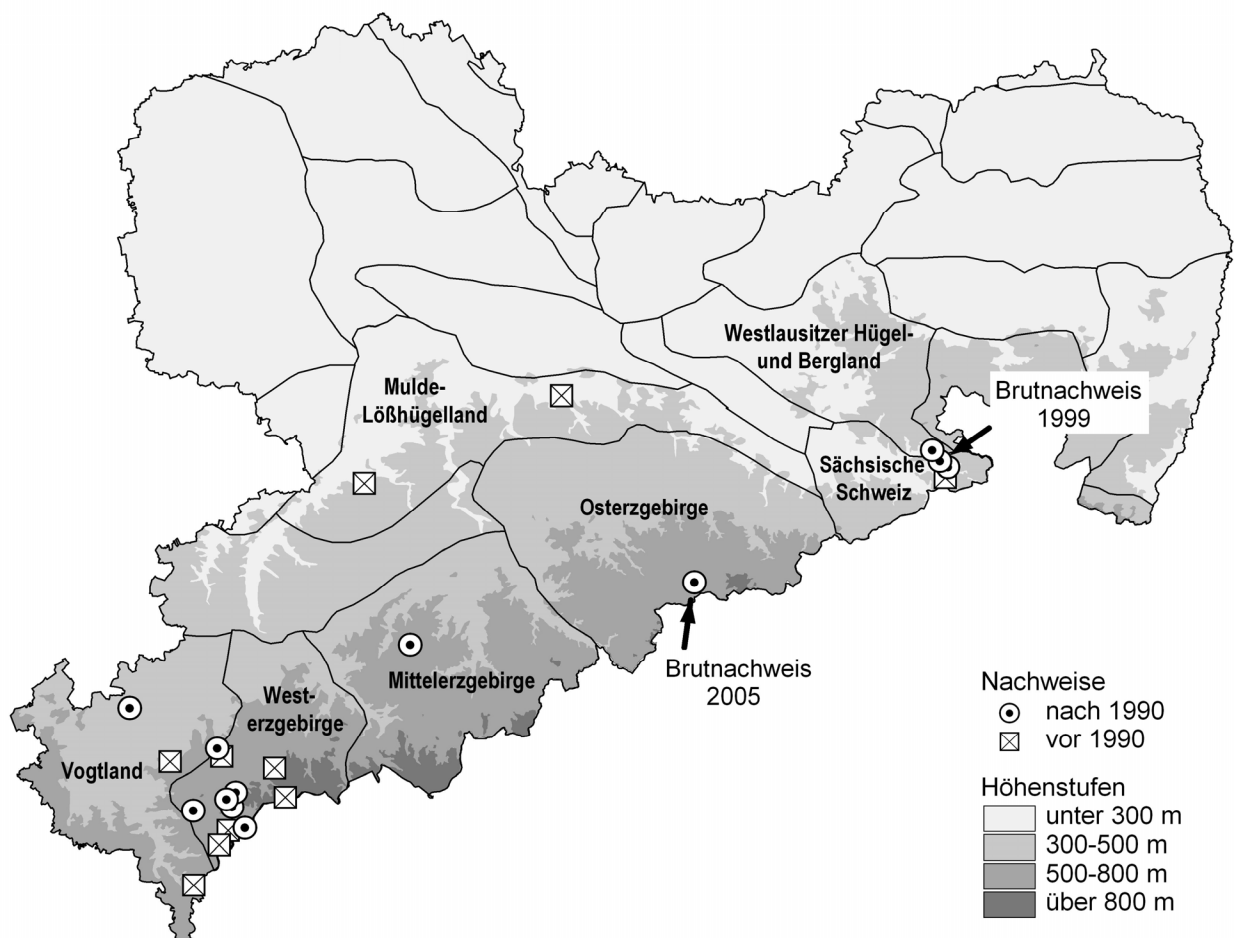 Westlausitzer Hügel-
und Bergland
Mulde-
Lößhügelland
Brutnachweis
1999
Sächsische
Schweiz
Osterzgebirge
Mittelerzgebirge
Brutnachweis
2005
West-
erzgebirge
Vogtland
Nachweise
nach 1990
vor 1990
Höhenstufen
unter 300 m
300-500 m
500-800 m
über 800 m